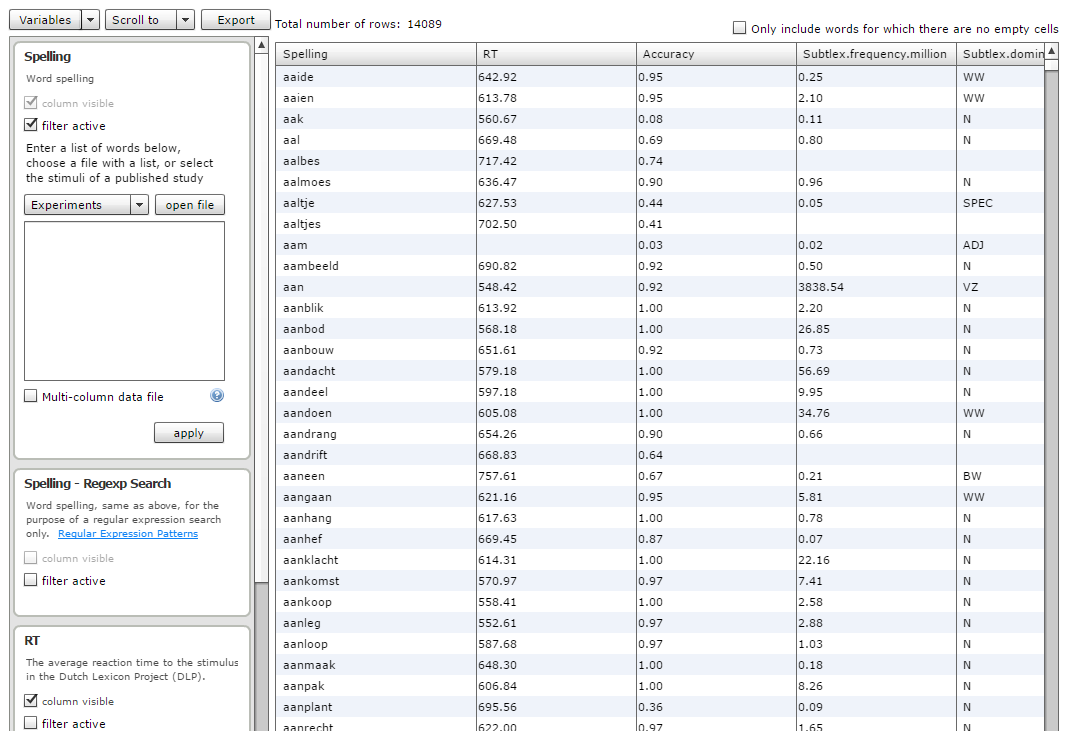 Variables Scroll to Export Total number of rows: 14089 Only include words for which there are no empty cells
Spelling
Word spelling
column visible
filter active
Enter a list of words below,
choose a file with a list, or select
the stimuli of a published study
Experiments open file
Multi-column data file
apply
Spelling - Regexp Search
Word spelling, same as above, for the
purpose of a regular expression search
only. Regular Expression Patterns
column visible
filter active
RT
The average reaction time to the stimulus
in the Dutch Lexicon Project (DLP).
column visible
filter active
Spelling RT Accuracy Subtlex.frequency.million Subtlex.domin
aaide 642.92 0.95 0.25 WW
aaien 613.78 0.95 2.10 WW
aak 560.67 0.08 0.11 N
aal 669.48 0.69 0.80 N
aalbes 717.42 0.74
aalmoes 636.47 0.90 0.96 N
aaltje 627.53 0.44 0.05 SPEC
aaltjes 702.50 0.41
aam 0.03 0.02 ADJ
aambeeld 690.82 0.92 0.50 N
aan 548.42 0.92 3838.54 VZ
aanblik 613.92 1.00 2.20 N
aanbod 568.18 1.00 26.85 N
aanbouw 651.61 0.92 0.73 N
aandacht 579.18 1.00 56.69 N
aandeel 597.18 1.00 9.95 N
aandoen 605.08 1.00 34.76 WW
aandrang 654.26 0.90 0.66 N
aandrift 668.83 0.64
aaneen 757.61 0.67 0.21 BW
aangaan 621.16 0.95 5.81 WW
aanhang 617.63 1.00 0.78 N
aanhef 669.45 0.87 0.07 N
aanklacht 614.31 1.00 22.16 N
aankomst 570.97 0.97 7.41 N
aankoop 558.41 1.00 2.58 N
aanleg 552.61 0.97 2.88 N
aanloop 587.68 0.97 1.03 N
aanmaak 648.30 1.00 0.18 N
aanpak 606.84 1.00 8.26 N
aanplant 695.56 0.36 0.09 N
aanrecht 622.00 0.97 1.65 N